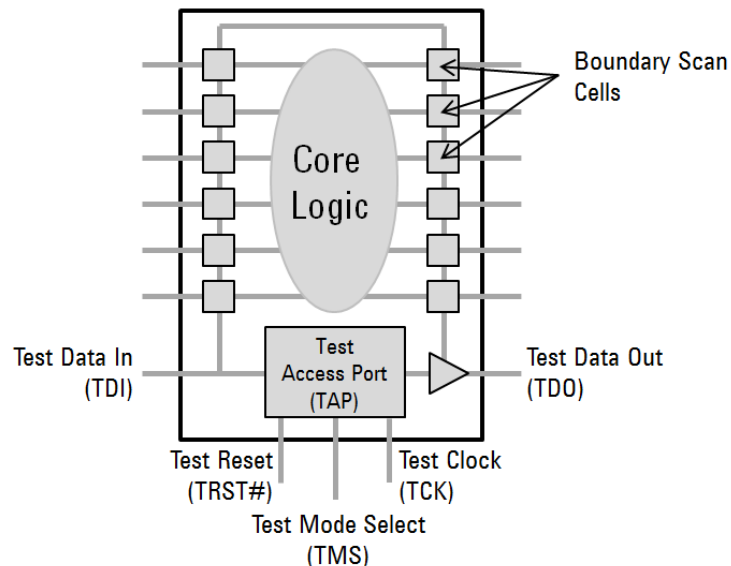 Boundary Scan
Cells
Core
Logic
Test Data In
(TDI)
Test
Access Port
(TAP)
Test Data Out
(TDO)
Test Reset
(TRST#)
Test Clock
(TCK)
Test Mode Select
(TMS)